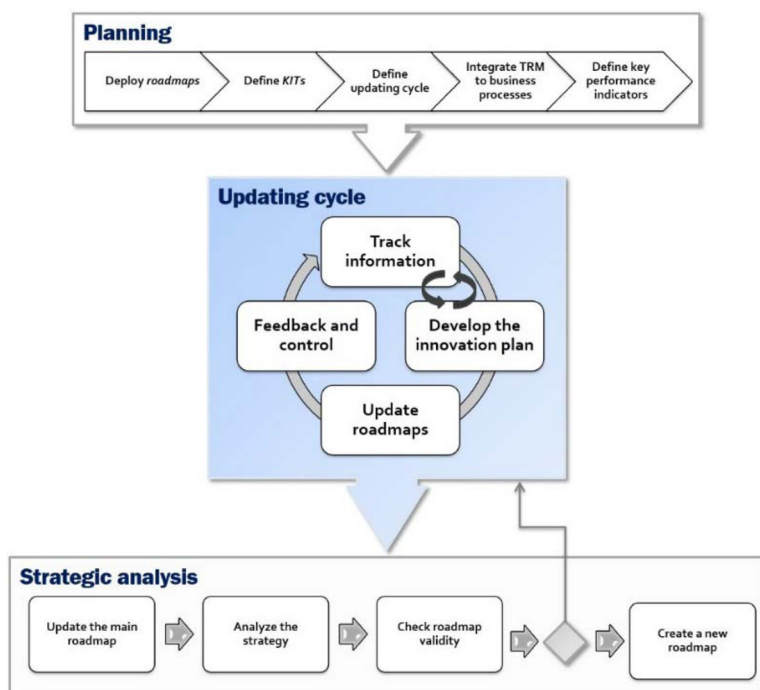 Planning
Deploy roadmaps
Define KITs
Define
updating cycle
Integrate TRM
to business
processes
Define key
performance
indicators
Updating cycle
Track
information
Feedback and
control
Develop the
innovation plan
Update
roadmaps
Strategic analysis
Update the main
roadmap
Analyze the
strategy
Check roadmap
validity
Create a new
roadmap